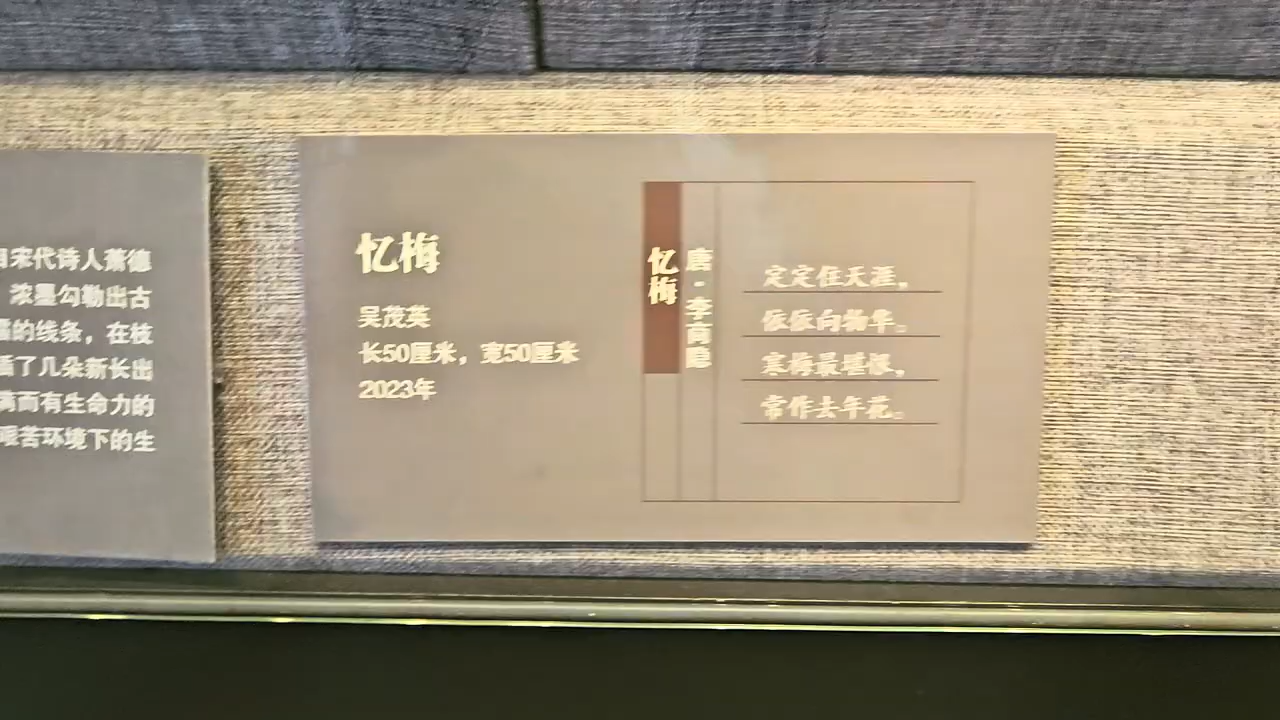 宋代诗人萧德
浓墨勾勒出古
的线条，在枝
了几朵新长出
满而有生命力的
艰苦环境下的生
忆梅
吴茂英
长50厘米，宽50厘米
2023年
忆梅
唐·李商隐
定定住天涯，
依依向物华。
寒梅最堪恨，
常作去年花。